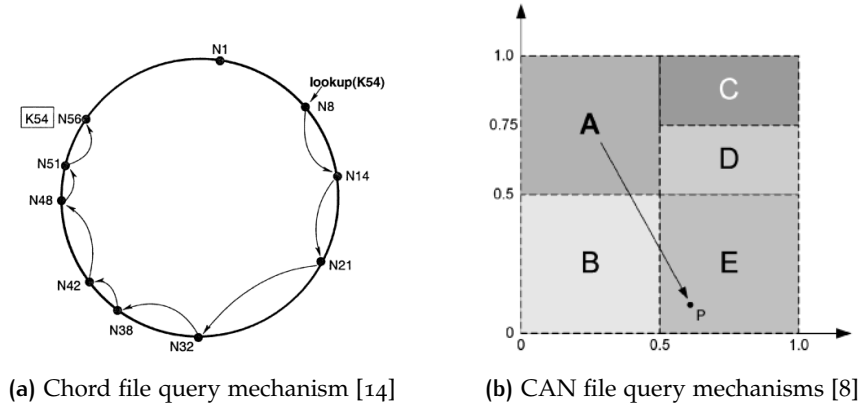 N1
lookup(K54)
N8
K54 N56
N51
N14
N48
N21
N42
N38
N32
1.0
0.75
0.5
0
0 0.5 1.0
A
C
D
B
E
P
(a) Chord file query mechanism [14]
(b) CAN file query mechanisms [8]